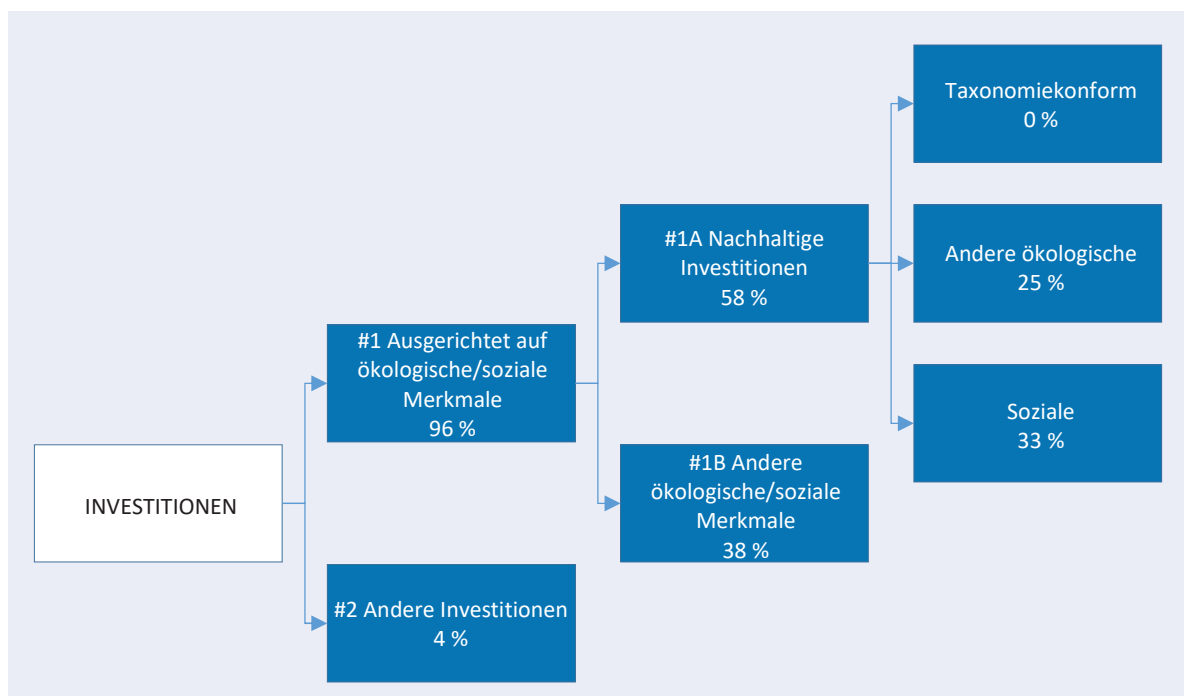 INVESTITIONEN
#1 Ausgerichtet auf
ökologische/soziale
Merkmale
96 %
#2 Andere Investitionen
4 %
#1A Nachhaltige
Investitionen
58 %
#1B Andere
ökologische/soziale
Merkmale
38 %
Taxonomiekonform
0 %
Andere ökologische
25 %
Soziale
33 %